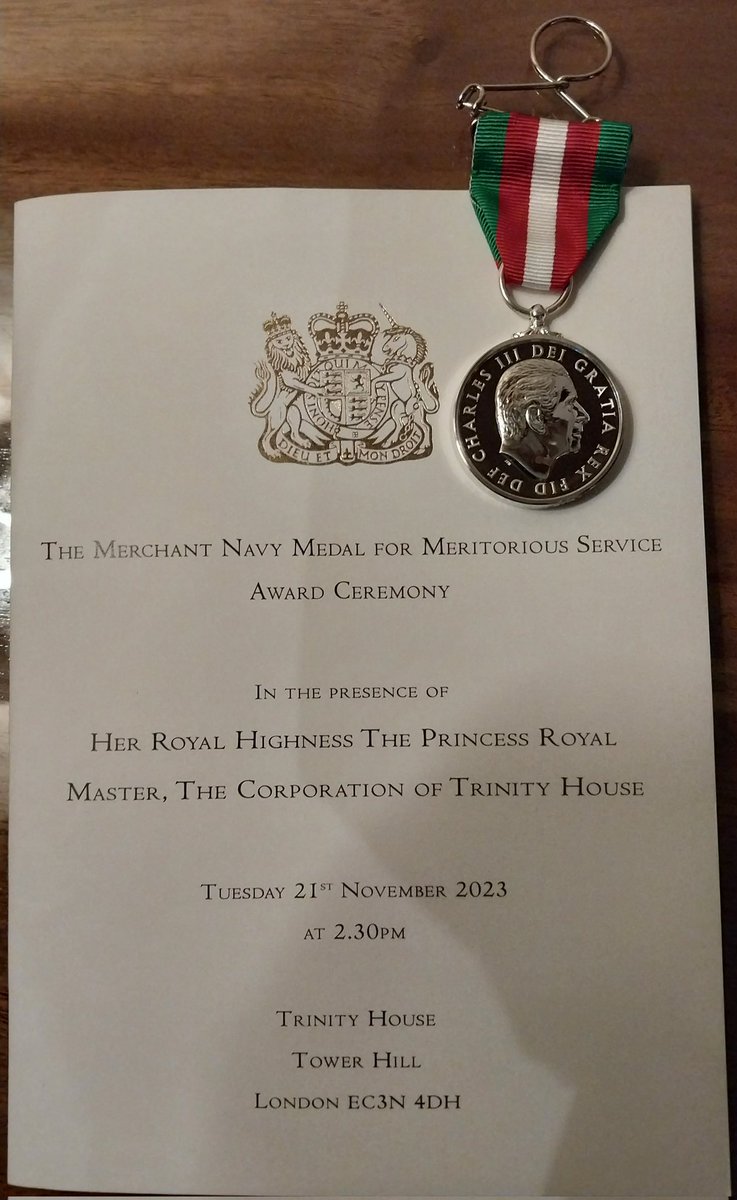 CHARLES III DEI GRATIA REX FID DEF
DIEU ET MON DROIT
The Merchant Navy Medal for Meritorious Service
Award Ceremony
In the presence of
Her Royal Highness The Princess Royal
Master, The Corporation of Trinity House
Tuesday 21st November 2023
at 2.30pm
Trinity House
Tower Hill
London EC3N 4DH